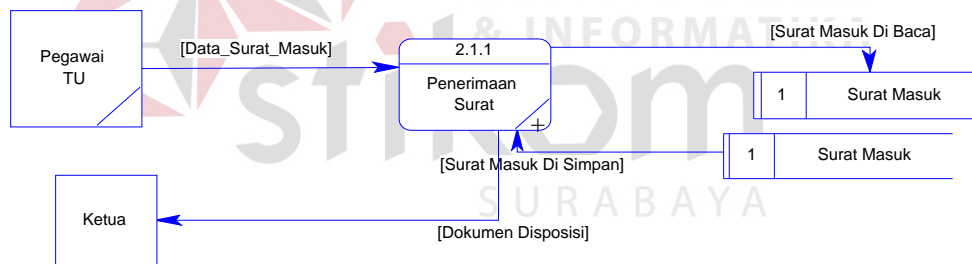 & INFORMATIKA
[Surat Masuk Di Baca]
[Data_Surat_Masuk]
Pegawai
TU
2.1.1
Penerimaan
Surat
1 Surat Masuk
stikom
1 Surat Masuk
[Surat Masuk Di Simpan]
SURABAYA
Ketua
[Dokumen Disposisi]